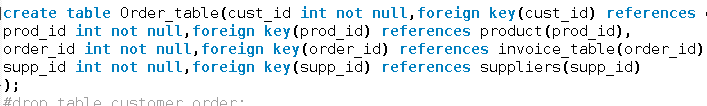 create table Order_table(cust_id int not null,foreign key(cust_id) references
prod_id int not null,foreign key(prod_id) references product(prod_id),
order_id int not null,foreign key(order_id) references invoice_table(order_id)
supp_id int not null,foreign key(supp_id) references suppliers(supp_id)
);
#drop table customer_order;